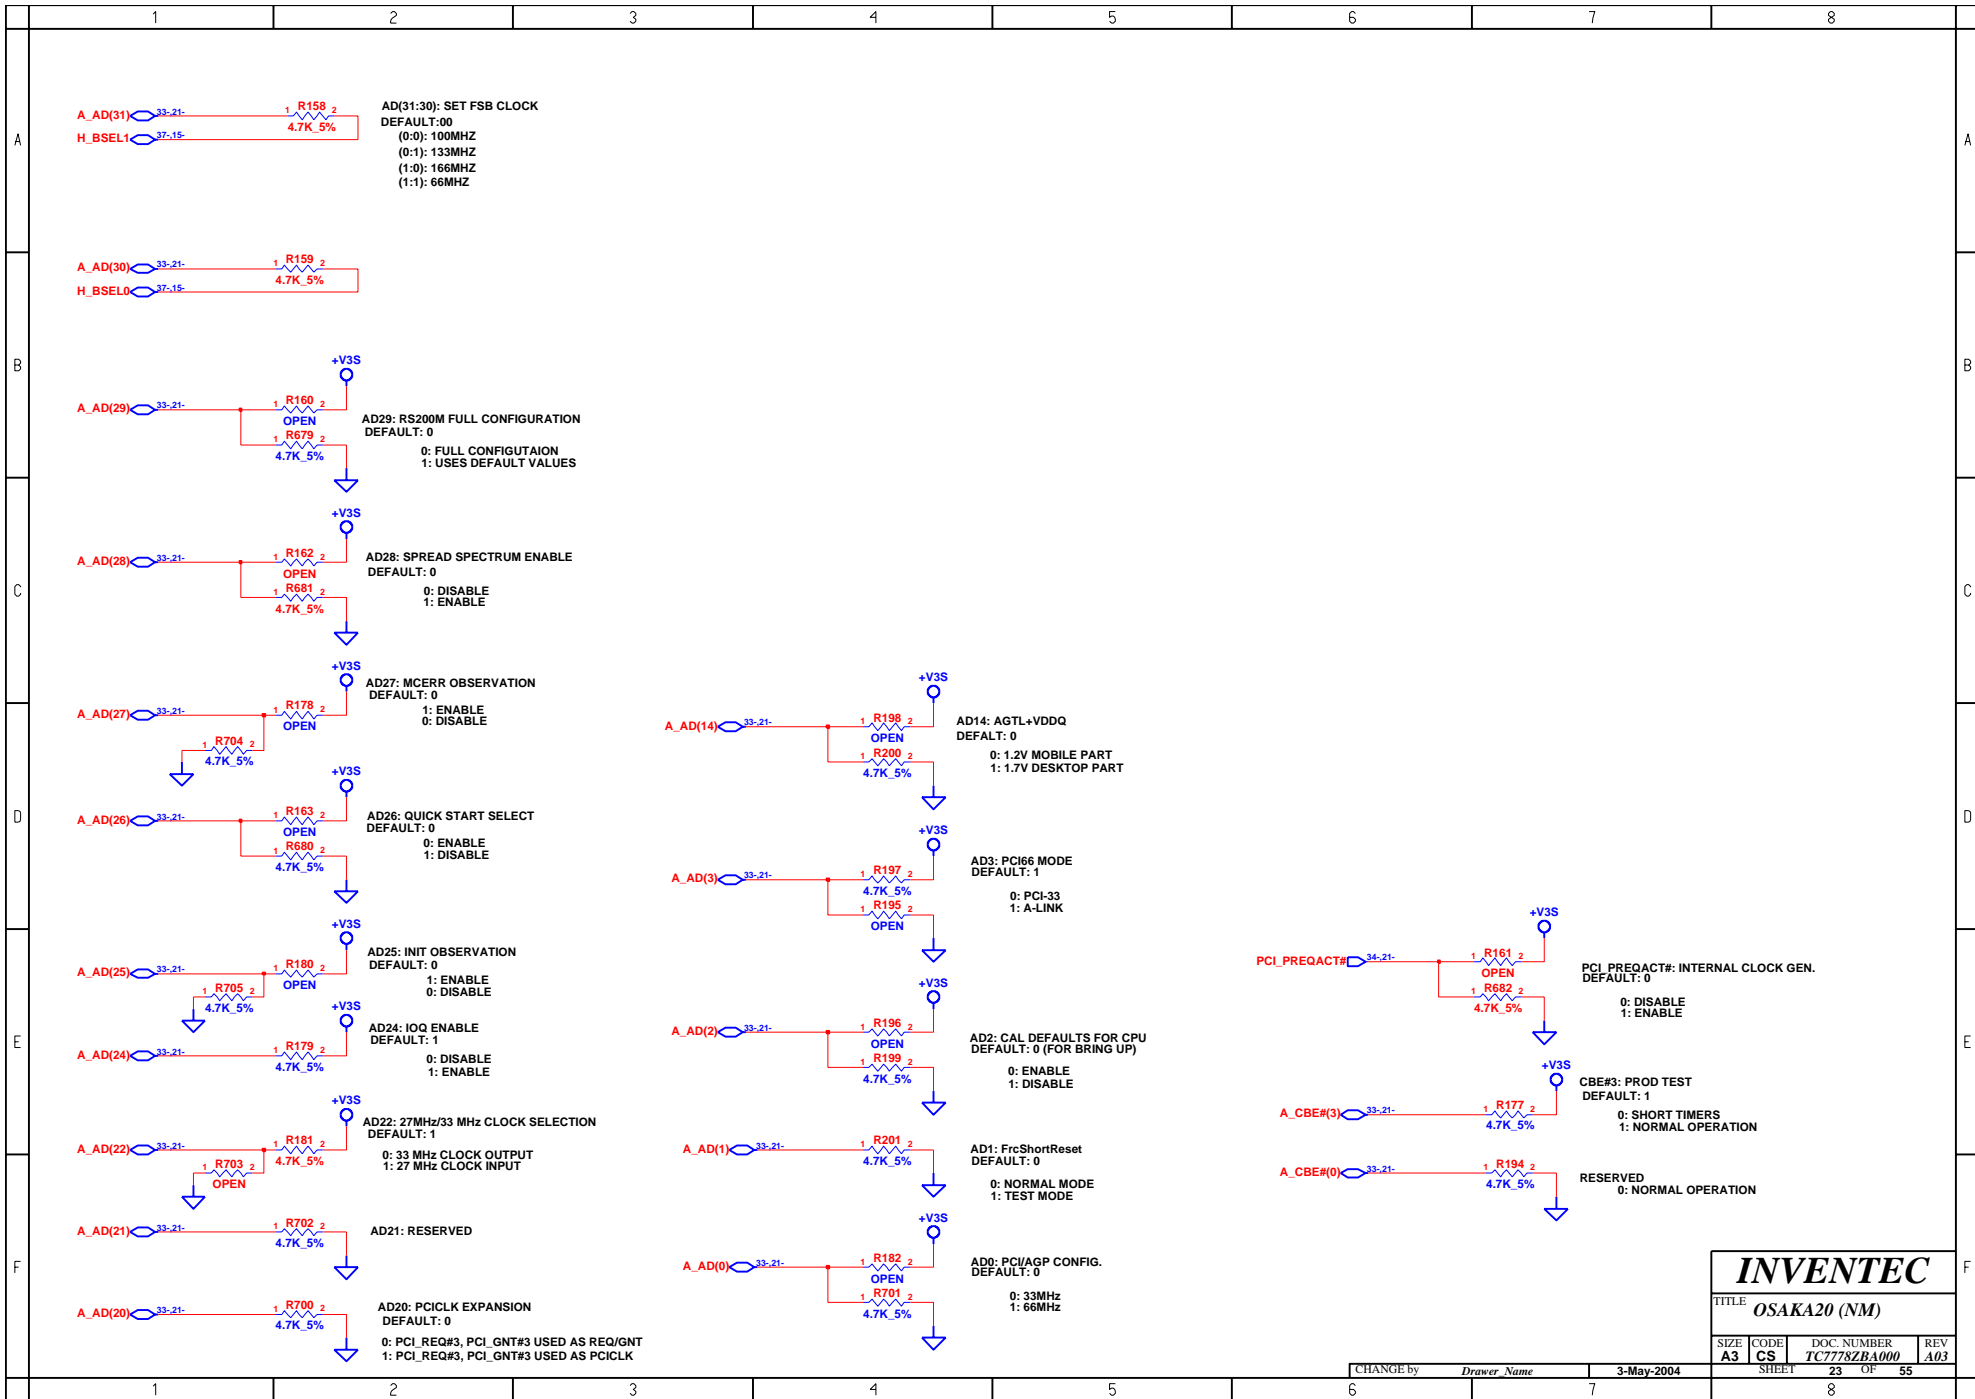 1 2 3 4 5 6 7 8
A A
B B
C C
D D
E E
F F
A_AD(31) 33-,21- 1 R158 2
4.7K_5%
H_BSEL1 37-,15-
AD(31:30): SET FSB CLOCK
DEFAULT:00
(0:0): 100MHZ
(0:1): 133MHZ
(1:0): 166MHZ
(1:1): 66MHZ
A_AD(30) 33-,21- 1 R159 2
4.7K_5%
H_BSEL0 37-,15-
+V3S
A_AD(29) 33-,21- 1 R160 2
OPEN
1 R679 2
4.7K_5%
AD29: RS200M FULL CONFIGURATION
DEFAULT: 0
0: FULL CONFIGUTAION
1: USES DEFAULT VALUES
+V3S
A_AD(28) 33-,21- 1 R162 2
OPEN
1 R681 2
4.7K_5%
AD28: SPREAD SPECTRUM ENABLE
DEFAULT: 0
0: DISABLE
1: ENABLE
+V3S
A_AD(27) 33-,21- 1 R178 2
OPEN
1 R704 2
4.7K_5%
AD27: MCERR OBSERVATION
DEFAULT: 0
1: ENABLE
0: DISABLE
+V3S
A_AD(26) 33-,21- 1 R163 2
OPEN
1 R680 2
4.7K_5%
AD26: QUICK START SELECT
DEFAULT: 0
0: ENABLE
1: DISABLE
+V3S
A_AD(25) 33-,21- 1 R180 2
OPEN
1 R705 2
4.7K_5%
AD25: INIT OBSERVATION
DEFAULT: 0
1: ENABLE
0: DISABLE
+V3S
A_AD(24) 33-,21- 1 R179 2
4.7K_5%
AD24: IOQ ENABLE
DEFAULT: 1
0: DISABLE
1: ENABLE
+V3S
A_AD(22) 33-,21- 1 R181 2
4.7K_5%
1 R703 2
OPEN
AD22: 27MHz/33 MHz CLOCK SELECTION
DEFAULT: 1
0: 33 MHz CLOCK OUTPUT
1: 27 MHz CLOCK INPUT
A_AD(21) 33-,21- 1 R702 2
4.7K_5%
AD21: RESERVED
A_AD(20) 33-,21- 1 R700 2
4.7K_5%
AD20: PCICLK EXPANSION
DEFAULT: 0
0: PCI_REQ#3, PCI_GNT#3 USED AS REQ/GNT
1: PCI_REQ#3, PCI_GNT#3 USED AS PCICLK
+V3S
A_AD(14) 33-,21- 1 R198 2
OPEN
1 R200 2
4.7K_5%
AD14: AGTL+VDDQ
DEFALT: 0
0: 1.2V MOBILE PART
1: 1.7V DESKTOP PART
+V3S
A_AD(3) 33-,21- 1 R197 2
4.7K_5%
1 R195 2
OPEN
AD3: PCI66 MODE
DEFAULT: 1
0: PCI-33
1: A-LINK
+V3S
A_AD(2) 33-,21- 1 R196 2
OPEN
1 R199 2
4.7K_5%
AD2: CAL DEFAULTS FOR CPU
DEFAULT: 0 (FOR BRING UP)
0: ENABLE
1: DISABLE
A_AD(1) 33-,21- 1 R201 2
4.7K_5%
AD1: FrcShortReset
DEFAULT: 0
0: NORMAL MODE
1: TEST MODE
+V3S
A_AD(0) 33-,21- 1 R182 2
OPEN
1 R701 2
4.7K_5%
AD0: PCI/AGP CONFIG.
DEFAULT: 0
0: 33MHz
1: 66MHz
+V3S
PCI_PREQACT# 34-,21- 1 R161 2
OPEN
1 R682 2
4.7K_5%
PCI_PREQACT#: INTERNAL CLOCK GEN.
DEFAULT: 0
0: DISABLE
1: ENABLE
+V3S
A_CBE#(3) 33-,21- 1 R177 2
4.7K_5%
CBE#3: PROD TEST
DEFAULT: 1
0: SHORT TIMERS
1: NORMAL OPERATION
A_CBE#(0) 33-,21- 1 R194 2
4.7K_5%
RESERVED
0: NORMAL OPERATION
INVENTEC
TITLE OSAKA20 (NM)
SIZE CODE DOC. NUMBER REV
A3 CS TC7778ZBA000 A03
CHANGE by Drawer_Name 3-May-2004 SHEET 23 OF 55
1 2 3 4 5 6 7 8